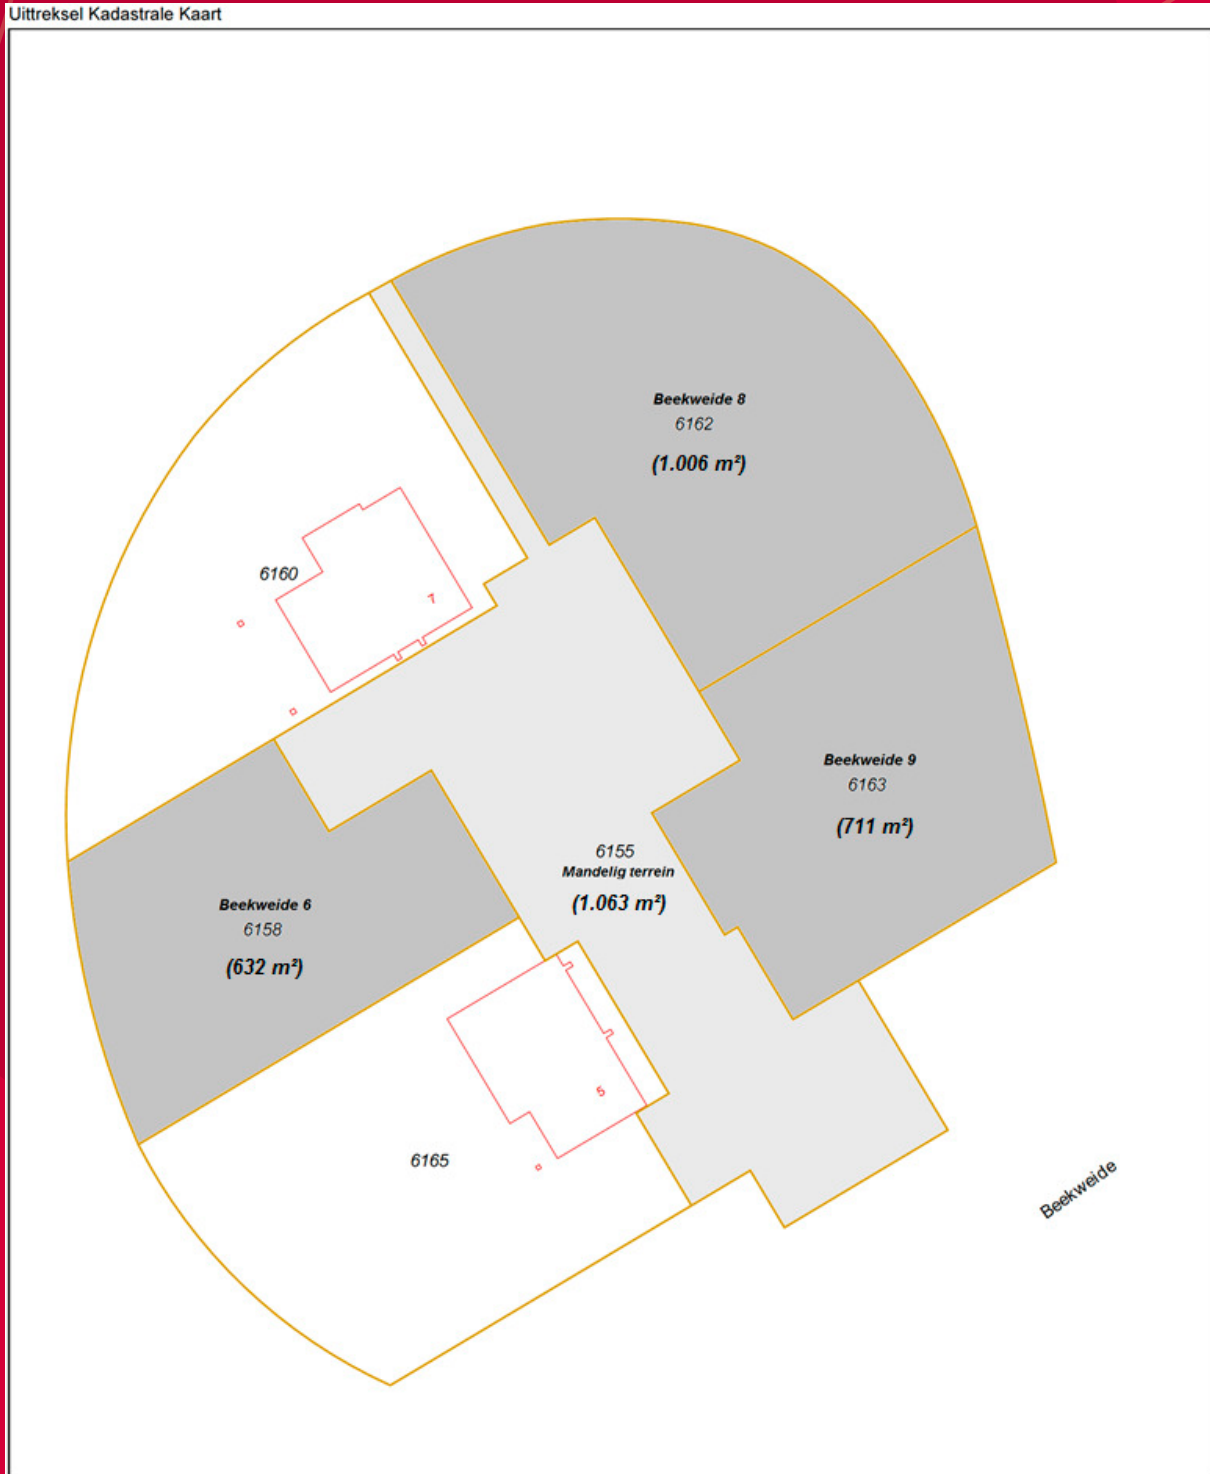 Uittreksel Kadastrale Kaart
Beekweide 8
6162
(1.006 m²)
6160
7
Beekweide 9
6163
(711 m²)
6155
Mandelig terrein
(1.063 m²)
Beekweide 6
6158
(632 m²)
5
6165
Beekweide